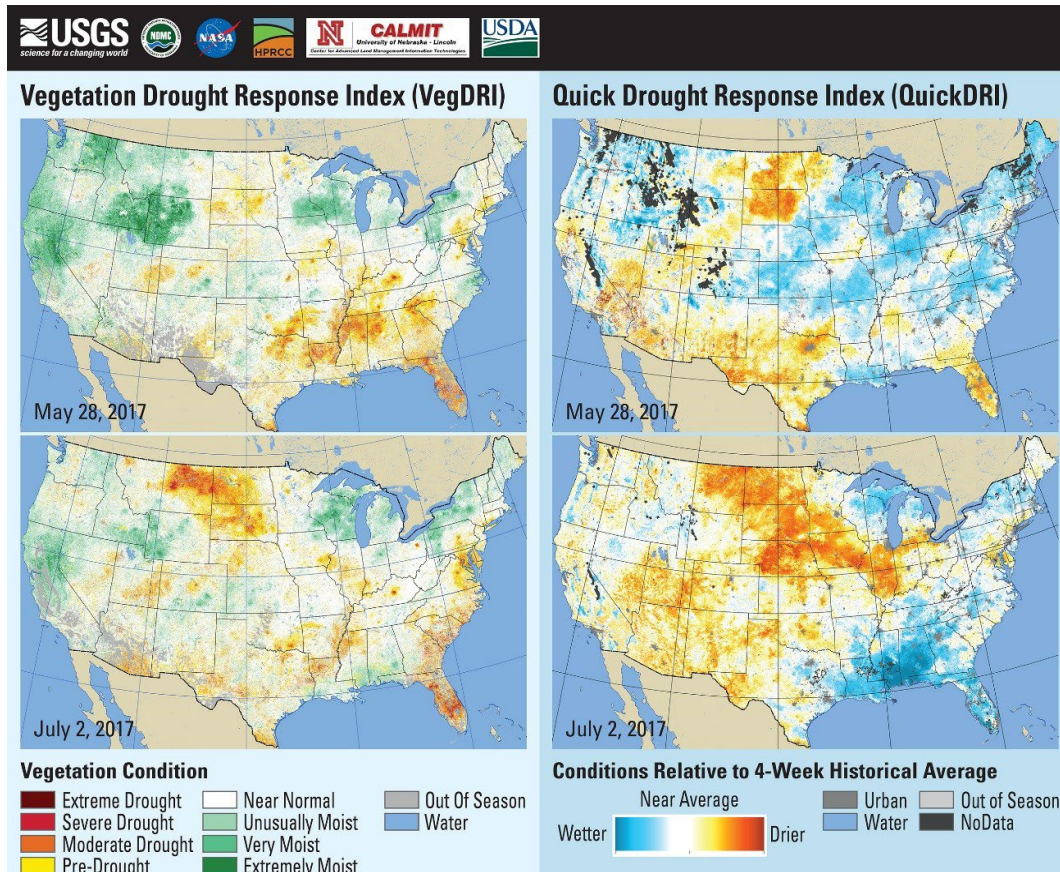 USGS
science for a changing world
NDMC
NASA
HPRCC
N
CALMIT
University of Nebraska - Lincoln
Center for Advanced Land Management Information Technologies
USDA
Vegetation Drought Response Index (VegDRI)
May 28, 2017
July 2, 2017
Vegetation Condition
Extreme Drought
Severe Drought
Moderate Drought
Pre-Drought
Near Normal
Unusually Moist
Very Moist
Extremely Moist
Out Of Season
Water
Quick Drought Response Index (QuickDRI)
May 28, 2017
July 2, 2017
Conditions Relative to 4-Week Historical Average
Near Average
Wetter
Drier
Urban
Water
Out of Season
NoData